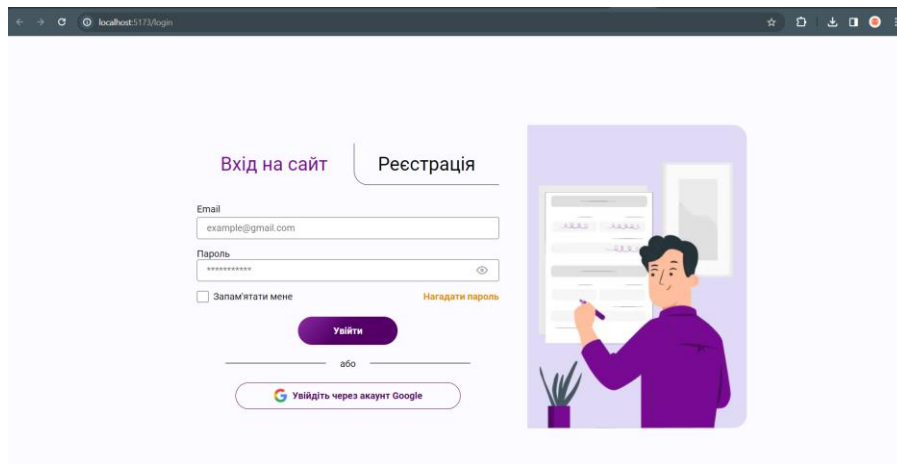 localhost:5173/login
Вхід на сайт
Реєстрація
Email
example@gmail.com
Пароль
***********
Запам'ятати мене
Нагадати пароль
Увійти
або
Увійдіть через акаунт Google